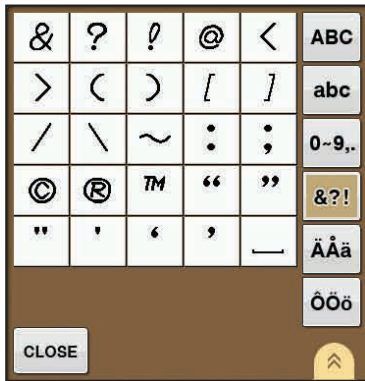 & ? ! @ < ABC
> ( ) [ ] abc
/ \ ~ : ; 0~9,.
© ® ™ “ ” &?!
" ' ‘ ’ ⎵ ÄÅä
ÔÖö
CLOSE